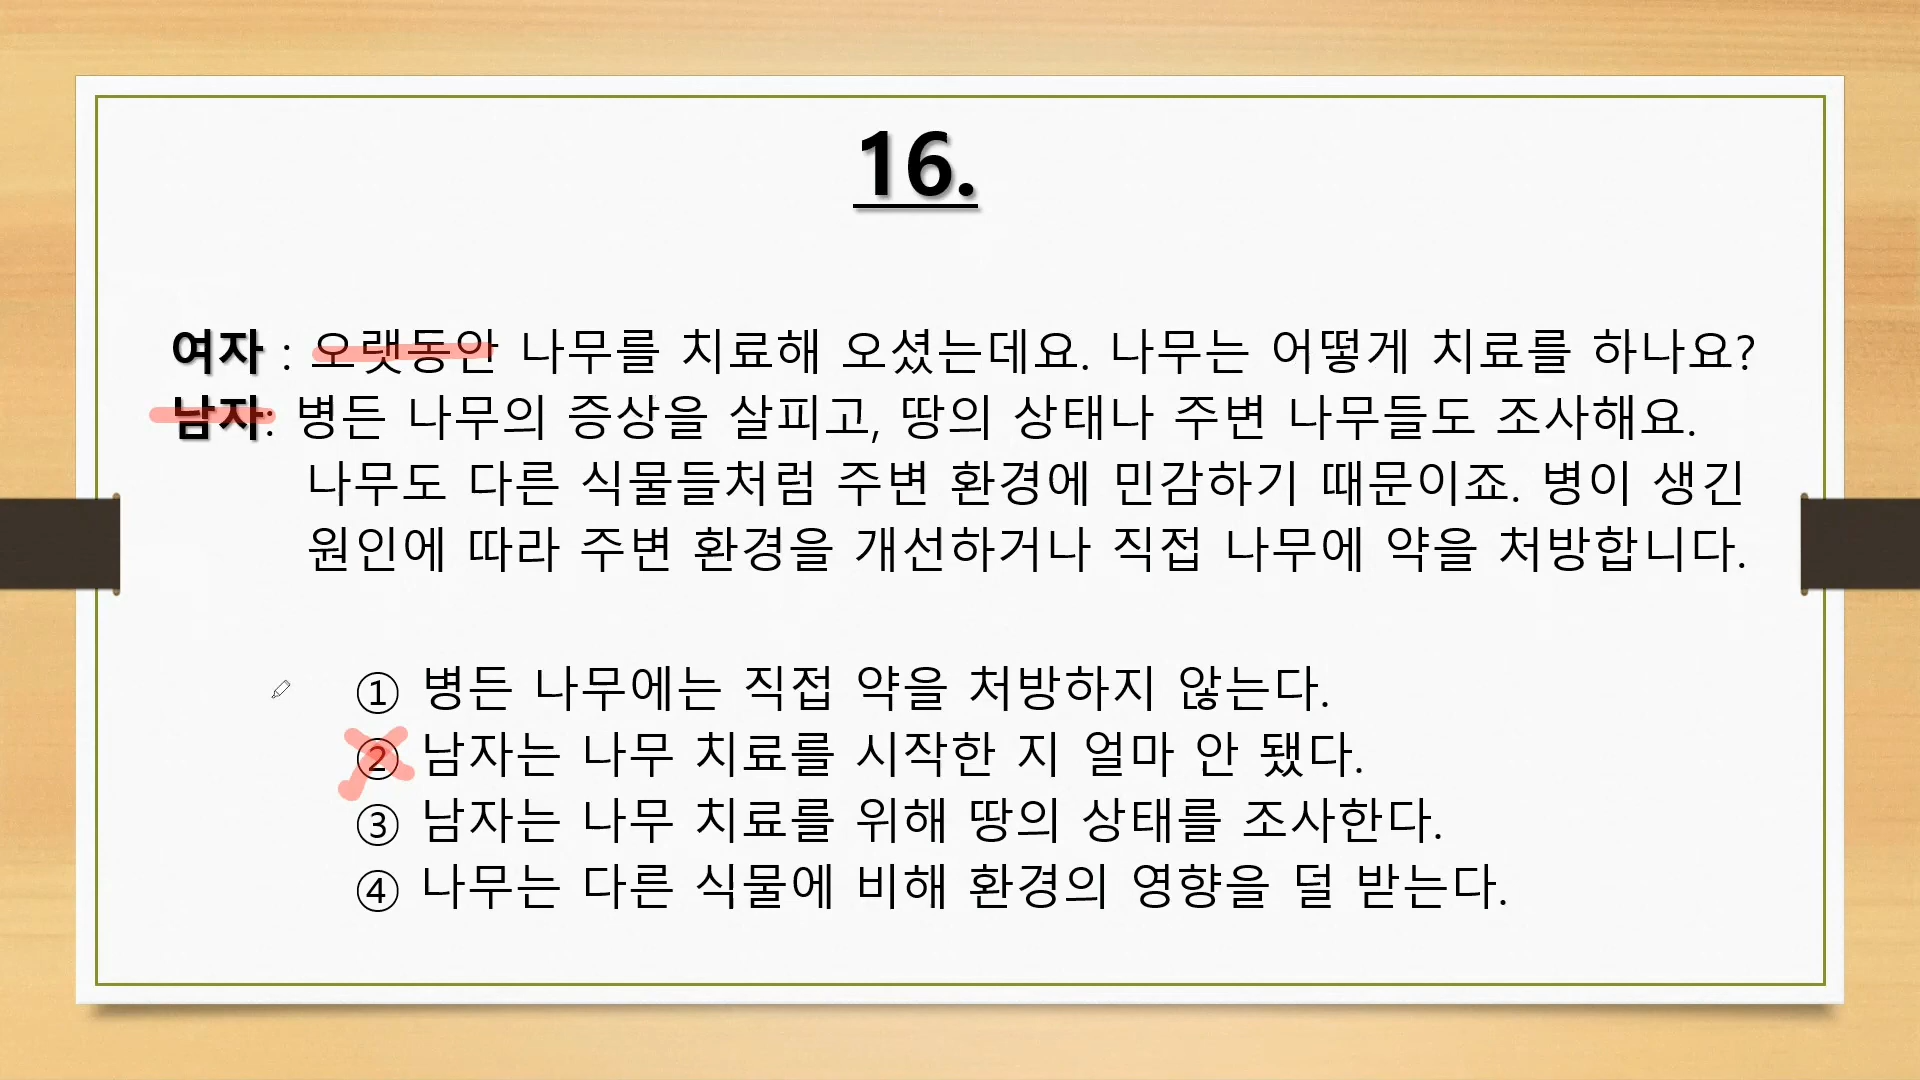 16.
여자 : 오랫동안 나무를 치료해 오셨는데요. 나무는 어떻게 치료를 하나요?
남자: 병든 나무의 증상을 살피고, 땅의 상태나 주변 나무들도 조사해요.
나무도 다른 식물들처럼 주변 환경에 민감하기 때문이죠. 병이 생긴
원인에 따라 주변 환경을 개선하거나 직접 나무에 약을 처방합니다.
① 병든 나무에는 직접 약을 처방하지 않는다.
② 남자는 나무 치료를 시작한 지 얼마 안 됐다.
③ 남자는 나무 치료를 위해 땅의 상태를 조사한다.
④ 나무는 다른 식물에 비해 환경의 영향을 덜 받는다.